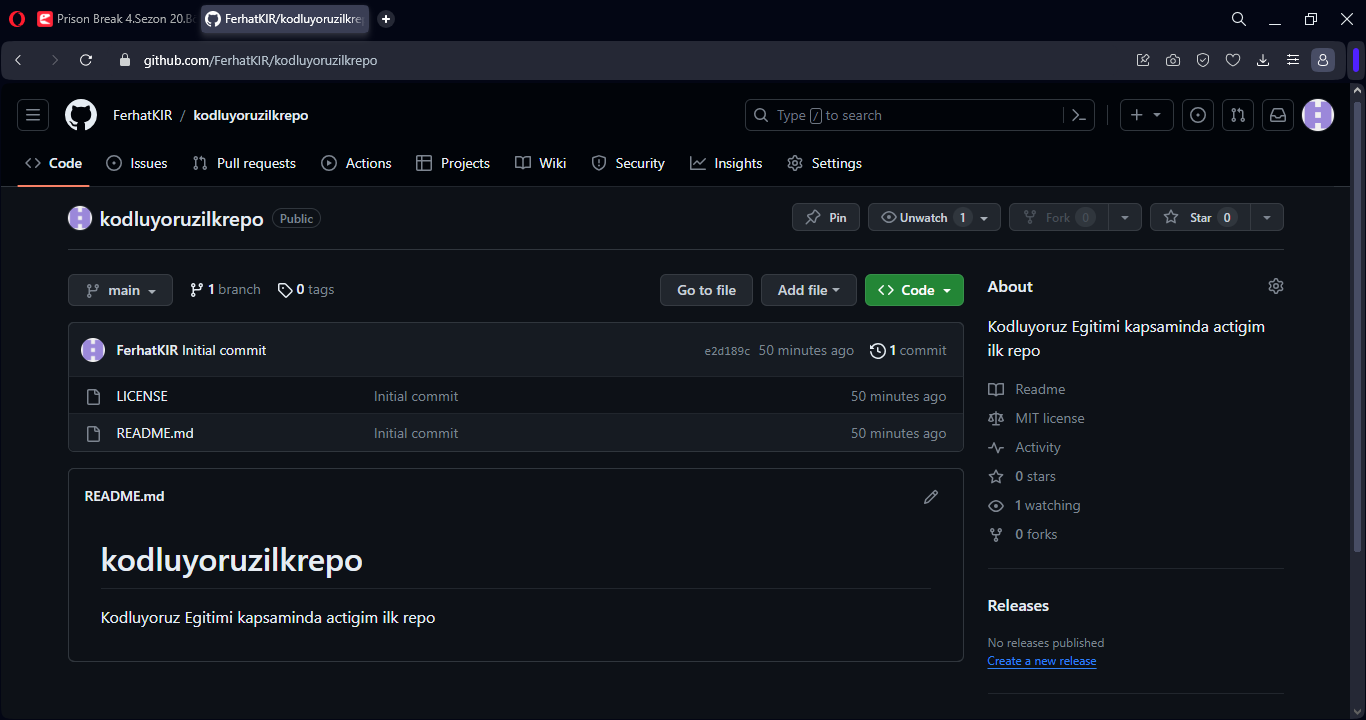 Prison Break 4.Sezon 20.B
FerhatKIR/kodluyoruzilkre
github.com/FerhatKIR/kodluyoruzilkrepo
FerhatKIR / kodluyoruzilkrepo
Type / to search
Code Issues Pull requests Actions Projects Wiki Security Insights Settings
kodluyoruzilkrepo Public
Pin Unwatch 1 Fork 0 Star 0
main 1 branch 0 tags Go to file Add file Code
FerhatKIR Initial commit e2d189c 50 minutes ago 1 commit
LICENSE Initial commit 50 minutes ago
README.md Initial commit 50 minutes ago
README.md
kodluyoruzilkrepo
Kodluyoruz Egitimi kapsaminda actigim ilk repo
About
Kodluyoruz Egitimi kapsaminda actigim
ilk repo
Readme
MIT license
Activity
0 stars
1 watching
0 forks
Releases
No releases published
Create a new release